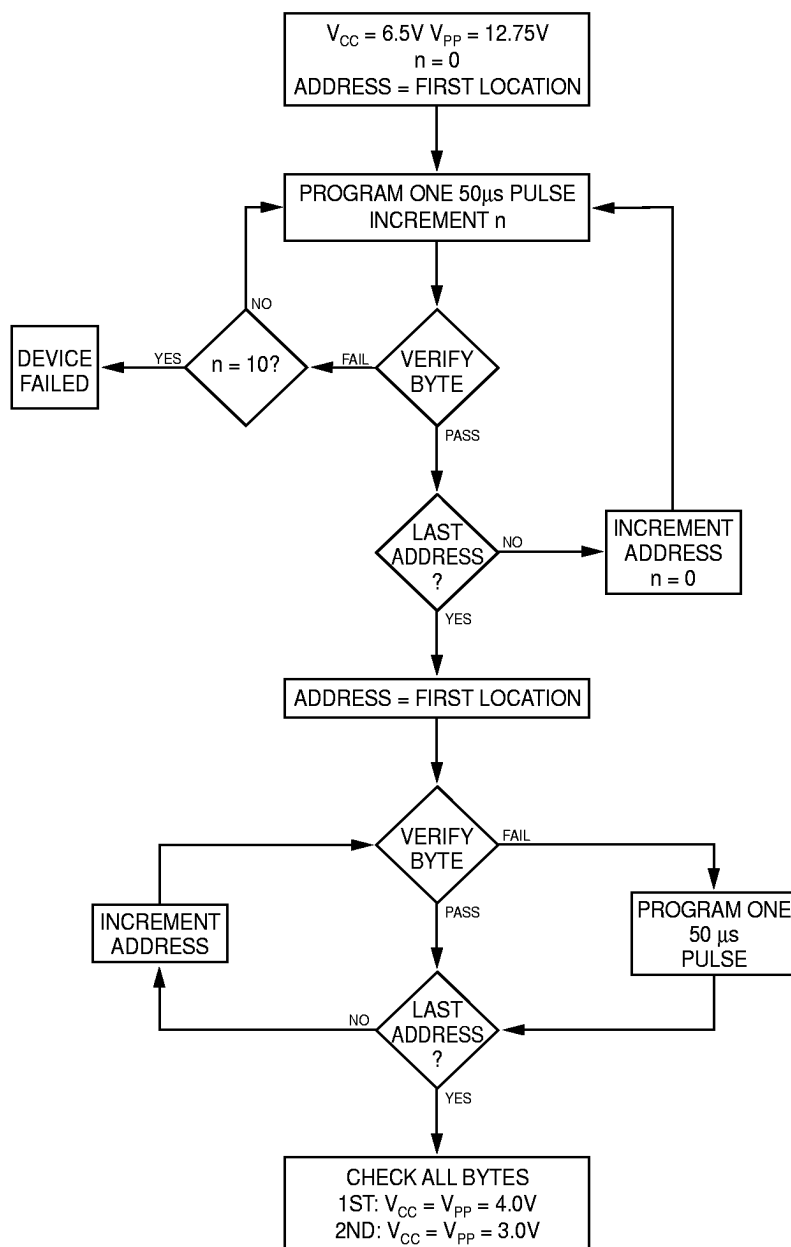 V_CC = 6.5V V_PP = 12.75V
n = 0
ADDRESS = FIRST LOCATION
PROGRAM ONE 50μs PULSE
INCREMENT n
NO
DEVICE
FAILED
YES
n = 10?
FAIL
VERIFY
BYTE
PASS
LAST
ADDRESS
?
NO
INCREMENT
ADDRESS
n = 0
YES
ADDRESS = FIRST LOCATION
VERIFY
BYTE
FAIL
PASS
INCREMENT
ADDRESS
PROGRAM ONE
50 μs
PULSE
NO
LAST
ADDRESS
?
YES
CHECK ALL BYTES
1ST: V_CC = V_PP = 4.0V
2ND: V_CC = V_PP = 3.0V